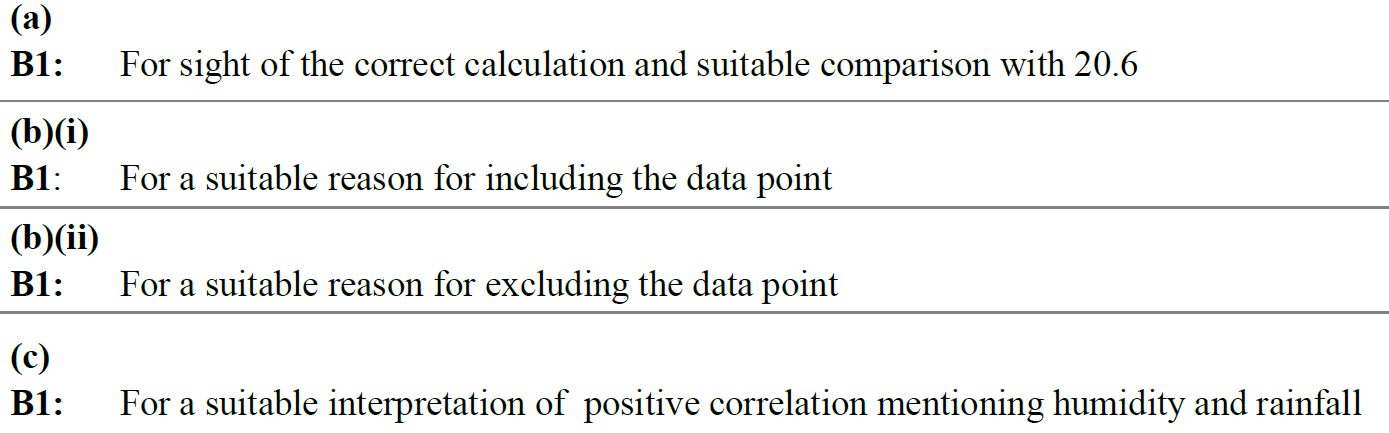 (a)
B1: For sight of the correct calculation and suitable comparison with 20.6
(b)(i)
B1: For a suitable reason for including the data point
(b)(ii)
B1: For a suitable reason for excluding the data point
(c)
B1: For a suitable interpretation of positive correlation mentioning humidity and rainfall